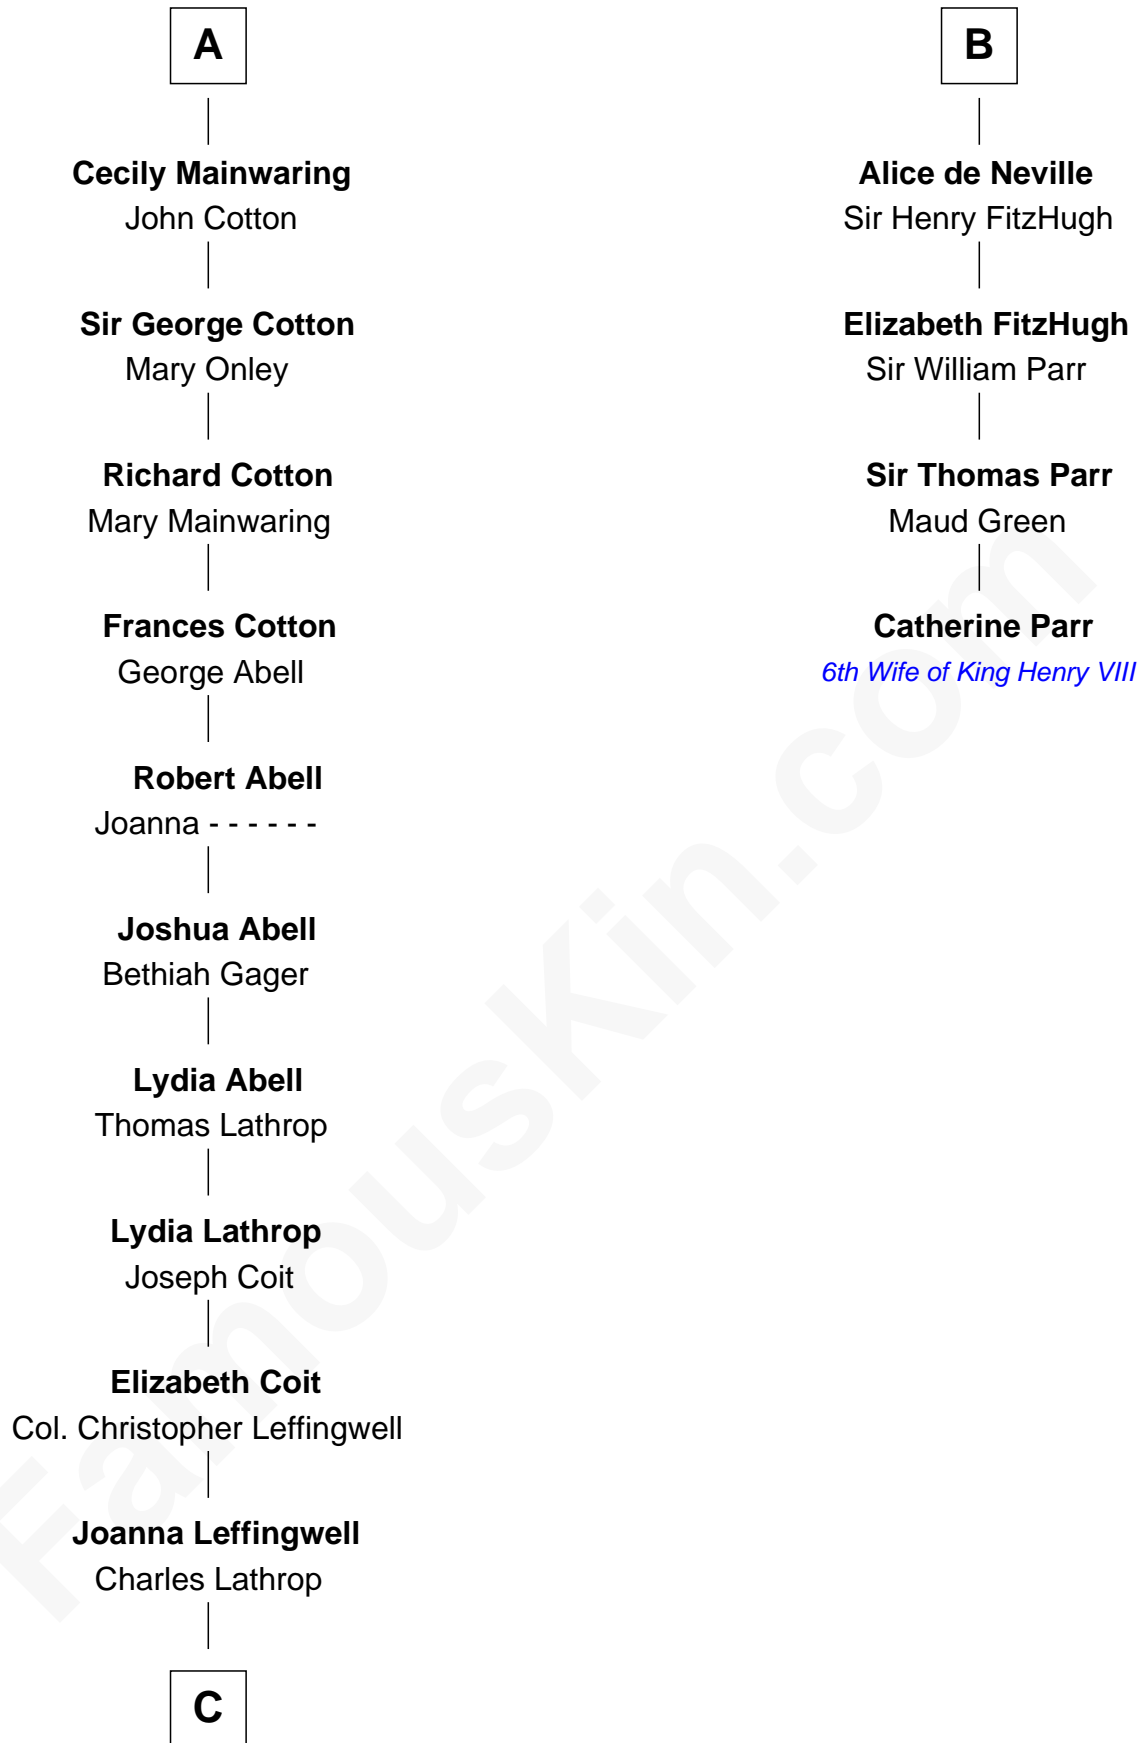 A
Cecily Mainwaring
John Cotton
Sir George Cotton
Mary Onley
Richard Cotton
Mary Mainwaring
Frances Cotton
George Abell
Robert Abell
Joanna - - - - - -
Joshua Abell
Bethiah Gager
Lydia Abell
Thomas Lathrop
Lydia Lathrop
Joseph Coit
Elizabeth Coit
Col. Christopher Leffingwell
Joanna Leffingwell
Charles Lathrop
C
B
Alice de Neville
Sir Henry FitzHugh
Elizabeth FitzHugh
Sir William Parr
Sir Thomas Parr
Maud Green
Catherine Parr
6th Wife of King Henry VIII
FamousKin.com